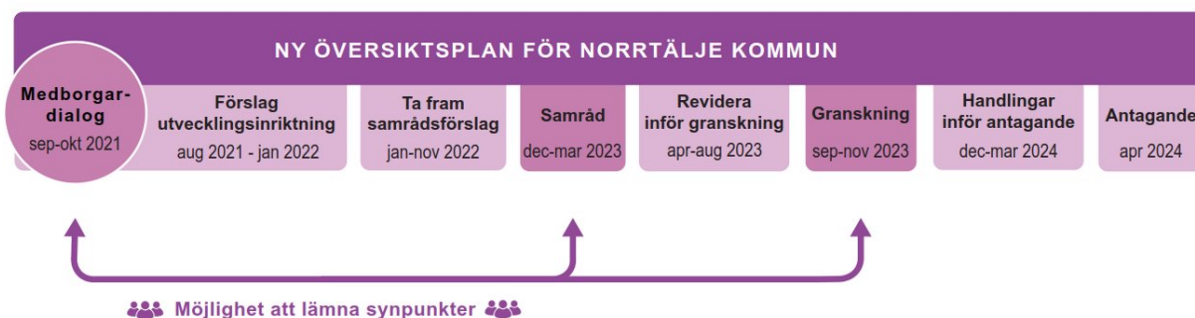 NY ÖVERSIKTSPLAN FÖR NORRTÄLJE KOMMUN
Medborgar-
dialog
sep-okt 2021
Förslag
utvecklingsinriktning
aug 2021 - jan 2022
Ta fram
samrådsförslag
jan-nov 2022
Samråd
dec-mar 2023
Revidera
inför granskning
apr-aug 2023
Granskning
sep-nov 2023
Handlingar
inför antagande
dec-mar 2024
Antagande
apr 2024
Möjlighet att lämna synpunkter